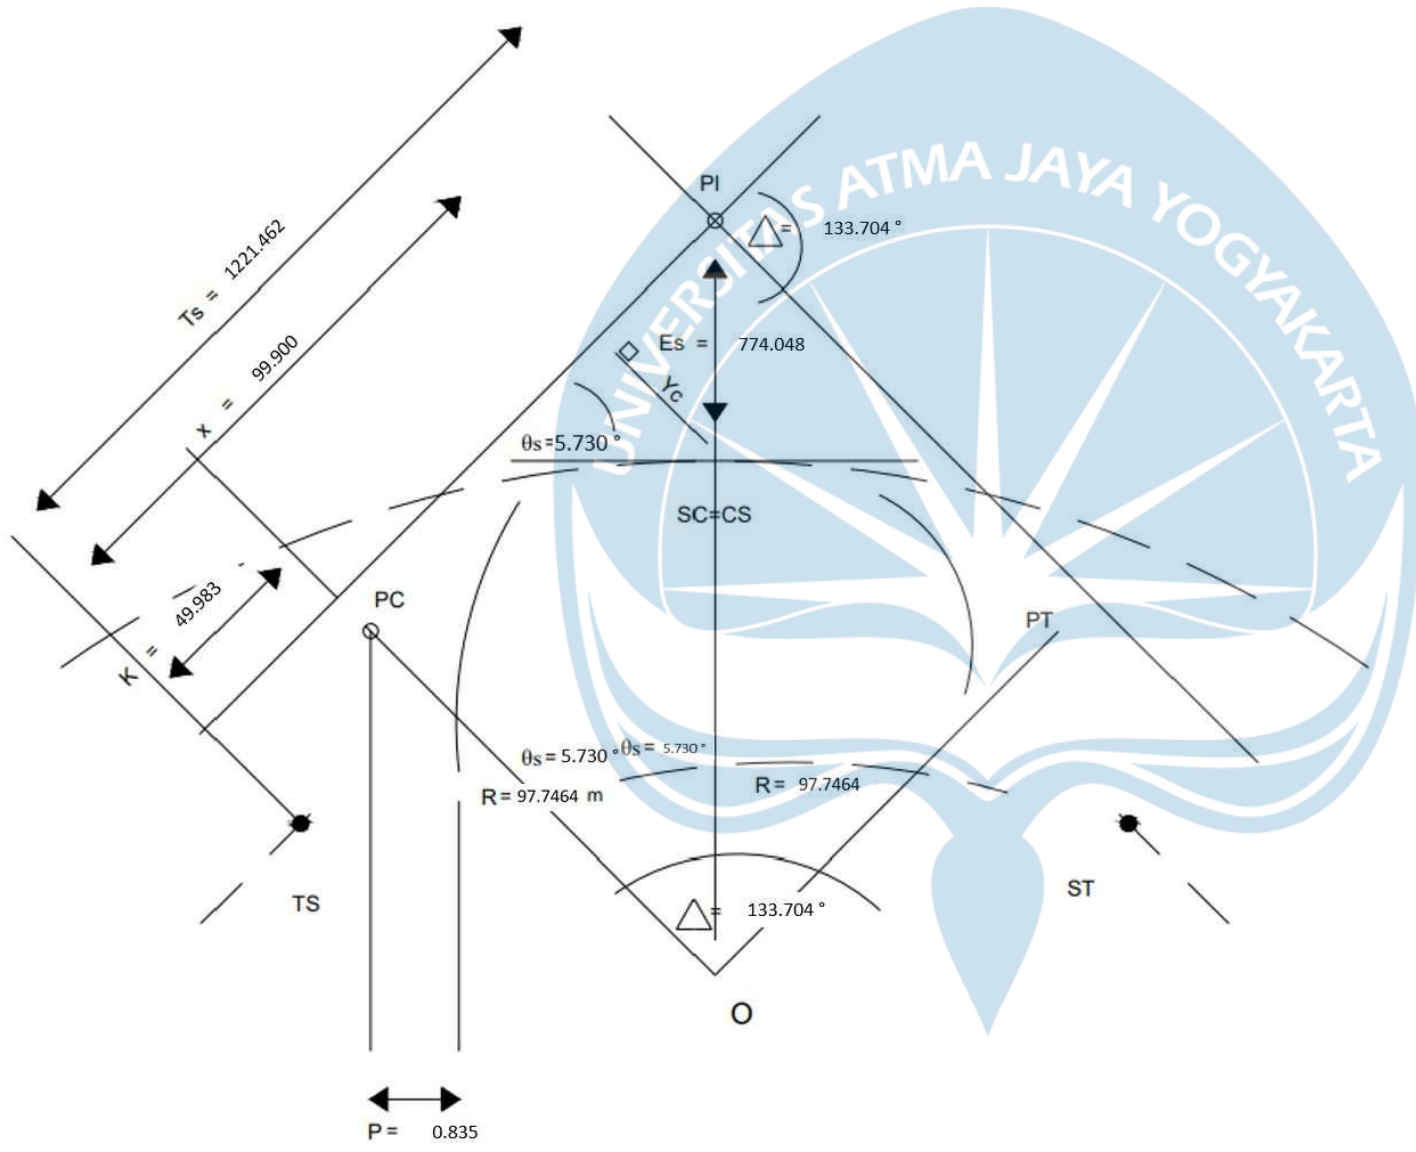 UNIVERSITAS ATMA JAYA YOGYAKARTA
PI
△= 133.704 °
Ts = 1221.462
x = 99.900
Es = 774.048
Yc
θs=5.730 °
SC=CS
K = 49.983
PC
PT
θs= 5.730 °
θs= 5.730 °
R= 97.7464 m
R= 97.7464
TS
ST
△= 133.704 °
O
P= 0.835